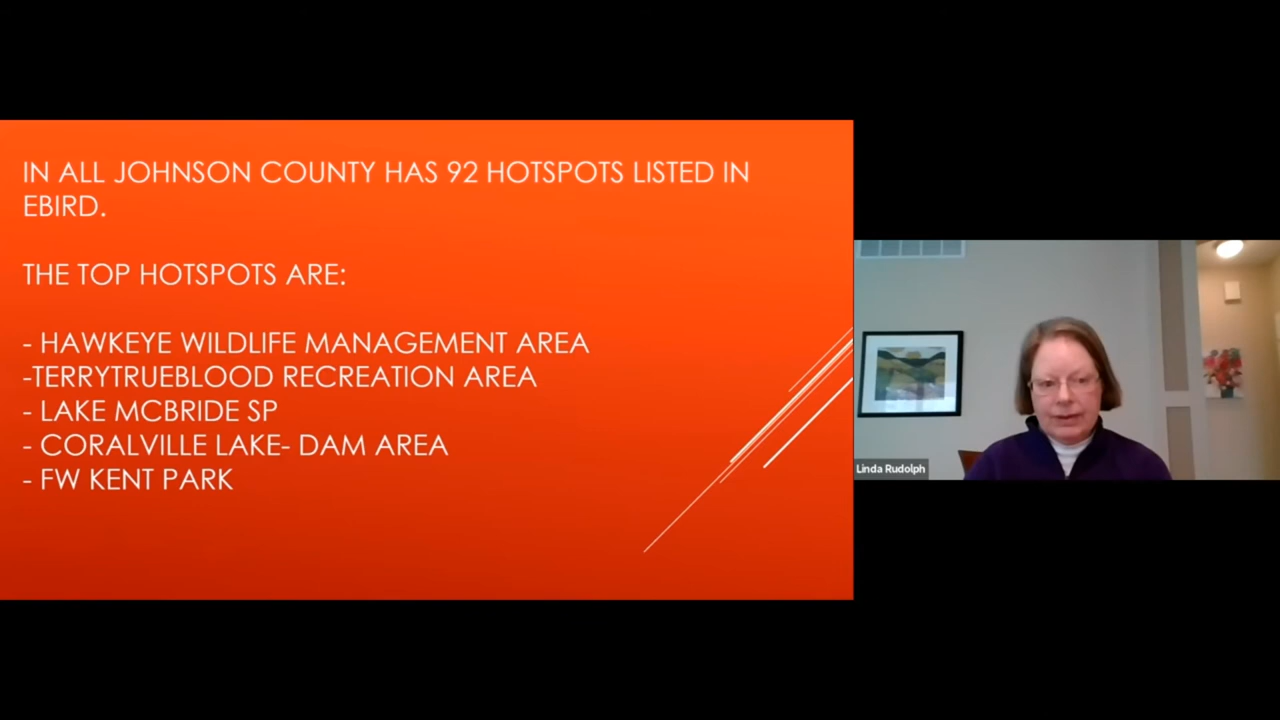 IN ALL JOHNSON COUNTY HAS 92 HOTSPOTS LISTED IN
EBIRD.
THE TOP HOTSPOTS ARE:
- HAWKEYE WILDLIFE MANAGEMENT AREA
-TERRYTRUEBLOOD RECREATION AREA
- LAKE MCBRIDE SP
- CORALVILLE LAKE- DAM AREA
- FW KENT PARK
Linda Rudolph